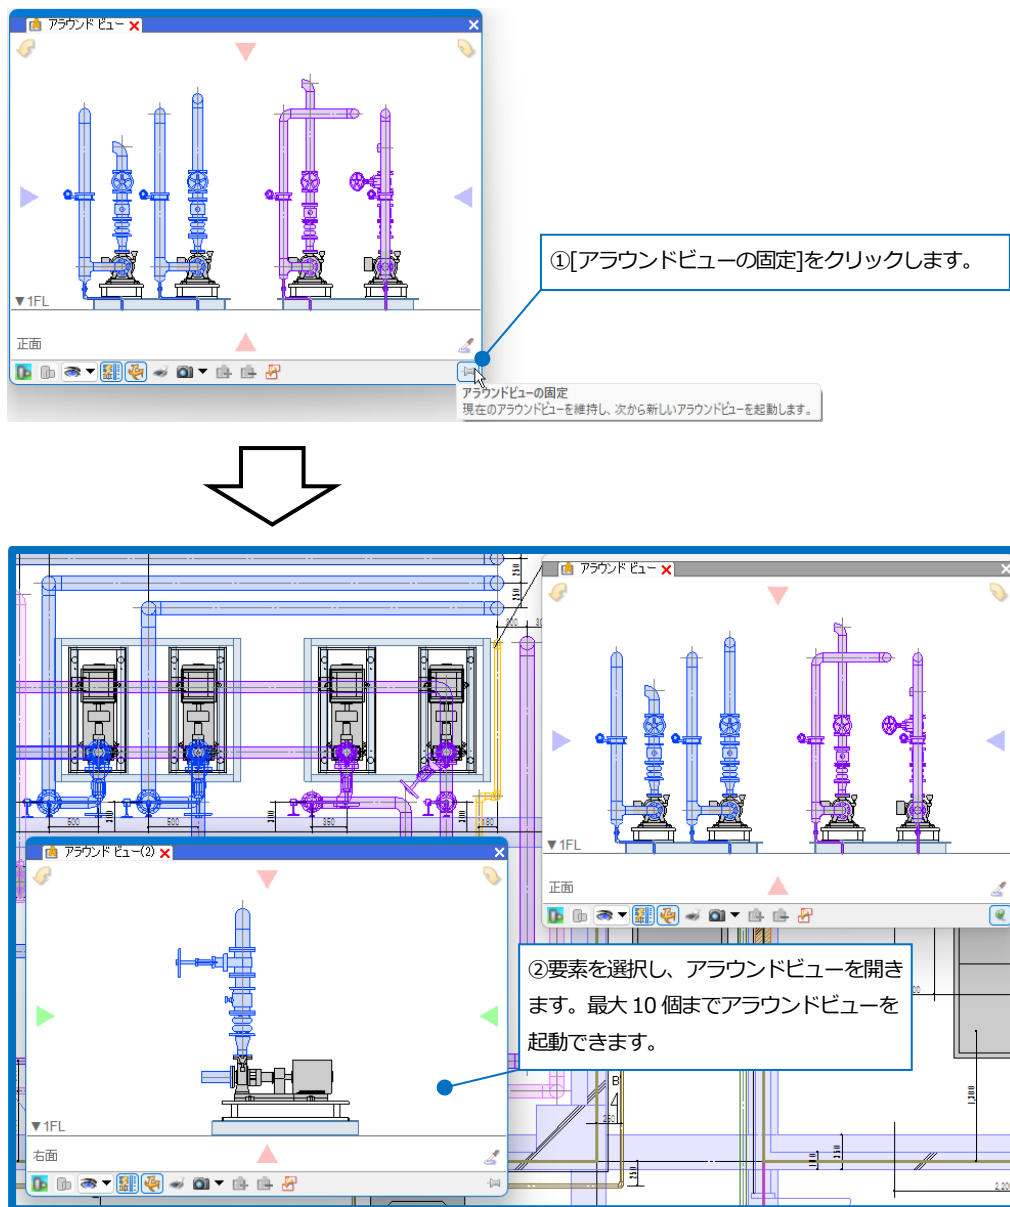 アラウンド ビュー
①[アラウンドビューの固定]をクリックします。
▼1FL
正面
アラウンドビューの固定
現在のアラウンドビューを維持し、次から新しいアラウンドビューを起動します。
アラウンド ビュー
250
250
500
500
350
▼1FL
正面
アラウンド ビュー(2)
②要素を選択し、アラウンドビューを開き
ます。最大 10 個までアラウンドビューを
起動できます。
B
250
▼1FL
右面